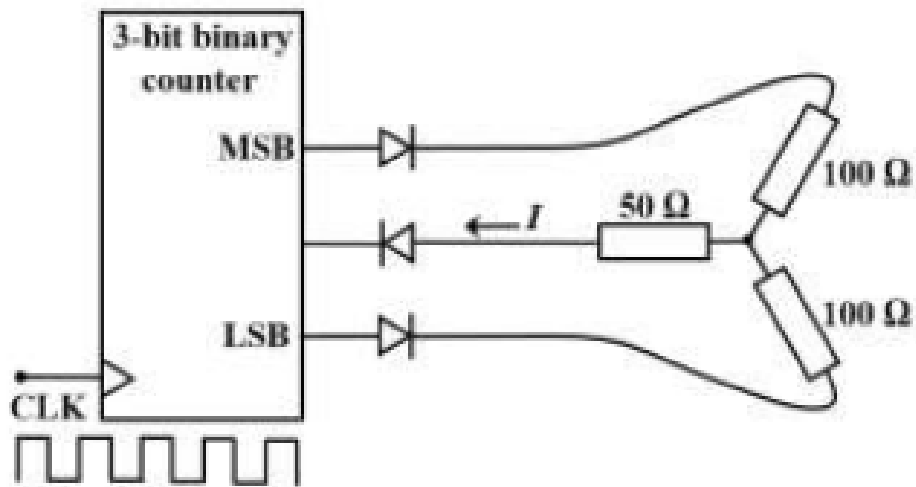 3-bit binary
counter
MSB
100 Ω
50 Ω
I
100 Ω
LSB
CLK